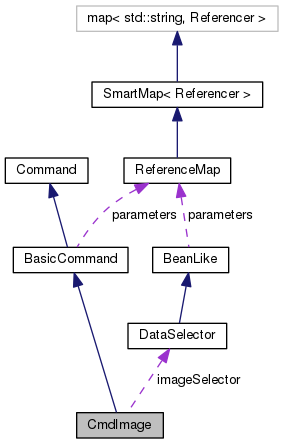 map< std::string, Referencer >
SmartMap< Referencer >
Command
ReferenceMap
parameters
parameters
BasicCommand
BeanLike
DataSelector
imageSelector
CmdImage